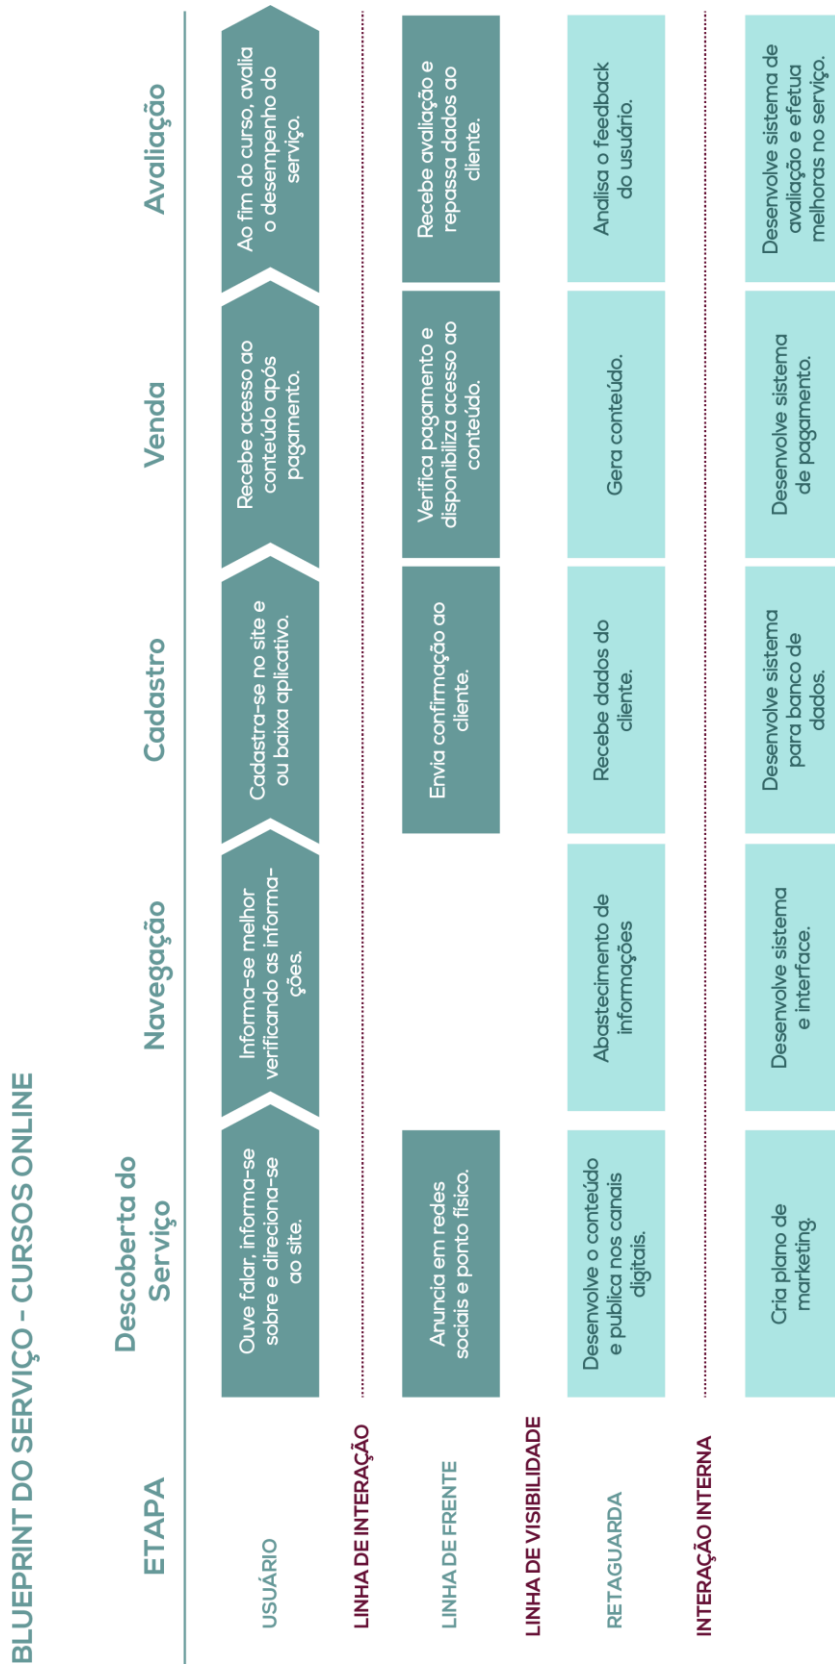 BLUEPRINT DO SERVIÇO - CURSOS ONLINE
ETAPA
Descoberta do
Serviço
Navegação
Cadastro
Venda
Avaliação
USUÁRIO
Ouve falar, informa-se
sobre e direciona-se
ao site.
Informa-se melhor
verificando as informa-
ções.
Cadastra-se no site e
ou baixa aplicativo.
Recebe acesso ao
conteúdo após
pagamento.
Ao fim do curso, avalia
o desempenho do
serviço.
LINHA DE INTERAÇÃO
LINHA DE FRENTE
Anuncia em redes
sociais e ponto físico.
Envia confirmação ao
cliente.
Verifica pagamento e
disponibiliza acesso ao
conteúdo.
Recebe avaliação e
repassa dados ao
cliente.
LINHA DE VISIBILIDADE
RETAGUARDA
Desenvolve o conteúdo
e publica nos canais
digitais.
Abastecimento de
informações
Recebe dados do
cliente.
Gera conteúdo.
Analisa o feedback
do usuário.
INTERAÇÃO INTERNA
Cria plano de
marketing.
Desenvolve sistema
e interface.
Desenvolve sistema
para banco de
dados.
Desenvolve sistema
de pagamento.
Desenvolve sistema de
avaliação e efetua
melhoras no serviço.